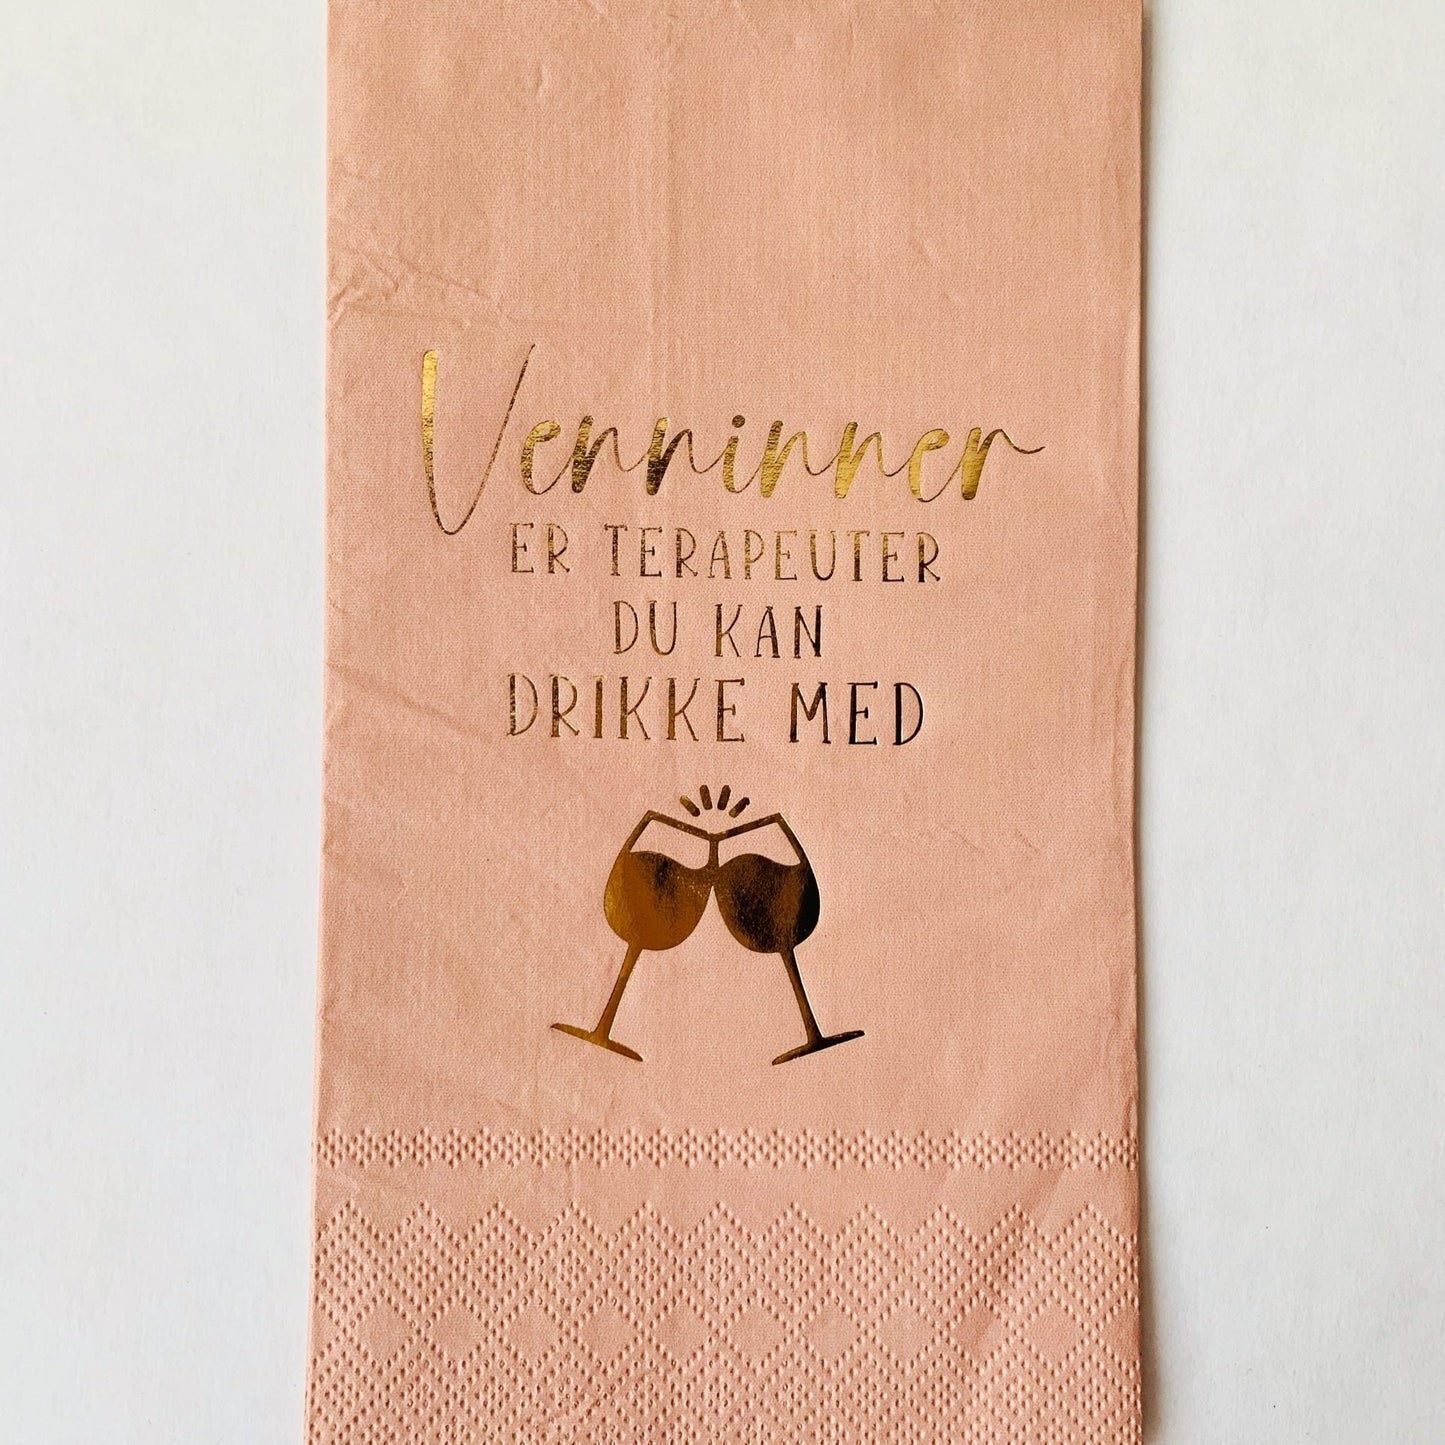 Venninner
ER TERAPEUTER
DU KAN
DRIKKE MED